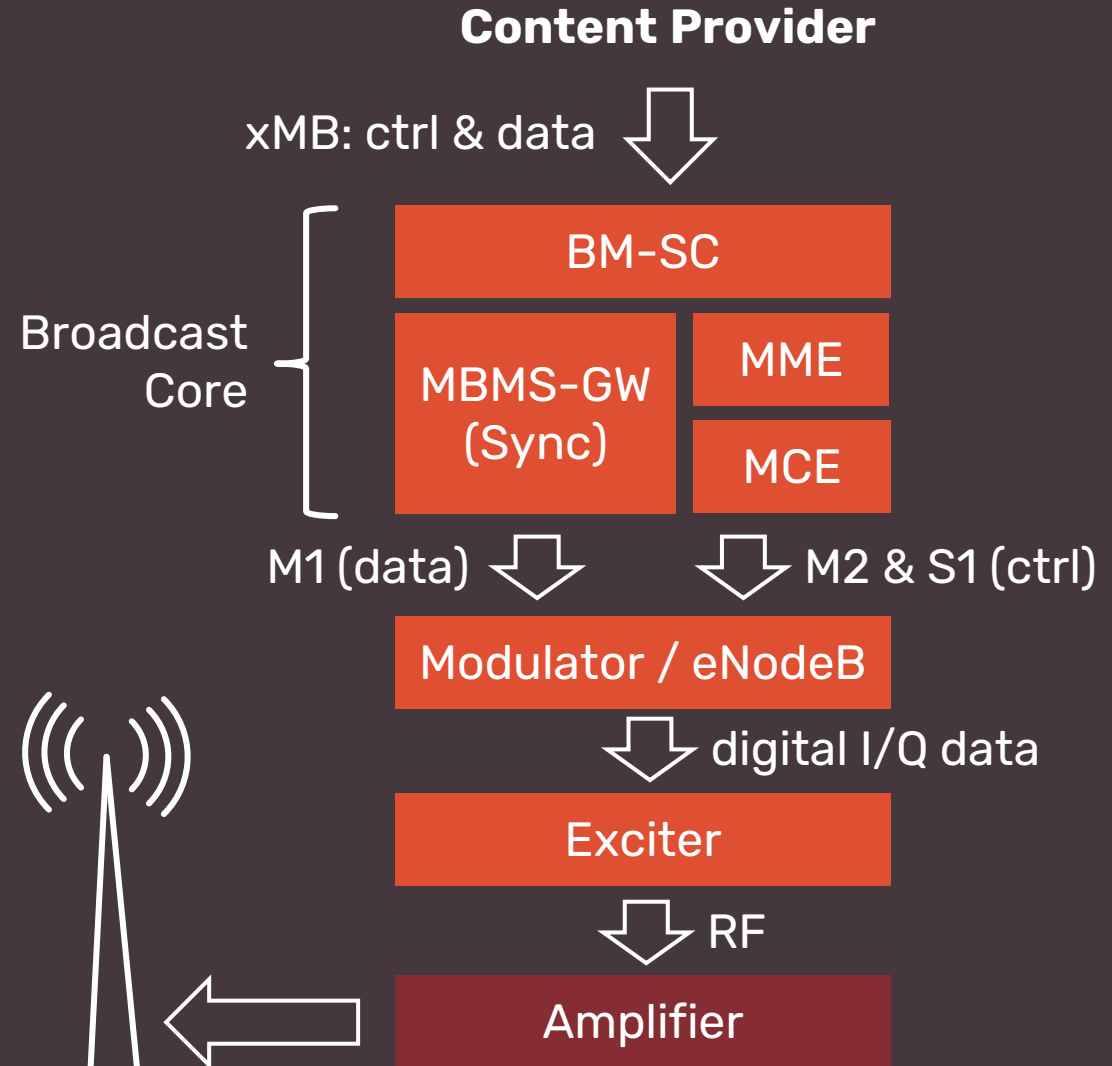 Content Provider
xMB: ctrl & data
BM-SC
Broadcast
Core
MBMS-GW
(Sync)
MME
MCE
M1 (data)
M2 & S1 (ctrl)
Modulator / eNodeB
digital I/Q data
Exciter
RF
Amplifier